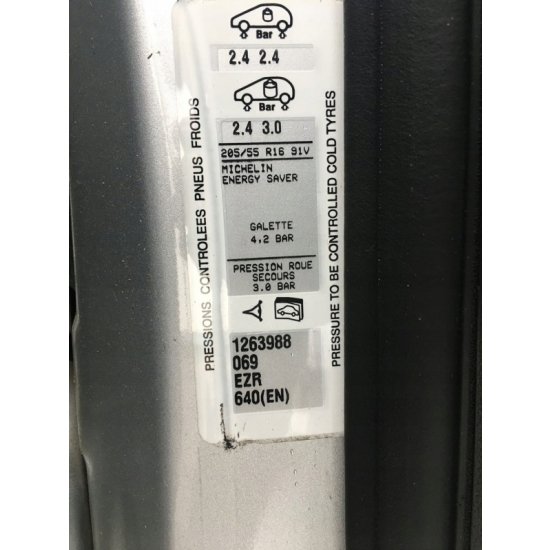 Bar
2.4 2.4
Bar
2.4 3.0
205/55 R16 91V
MICHELIN
ENERGY SAVER
GALETTE
4.2 BAR
PRESSION ROUE
SECOURS
3.0 BAR
1263988
069
EZR
640(EN)
PRESSIONS CONTROLEES PNEUS FROIDS
PRESSURE TO BE CONTROLLED COLD TYRES